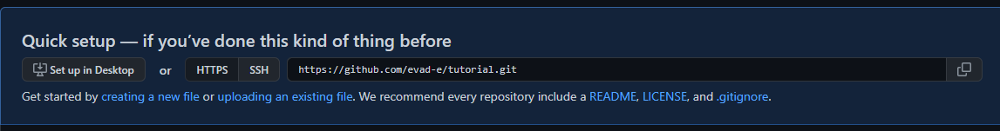 Quick setup — if you’ve done this kind of thing before
Set up in Desktop or HTTPS SSH https://github.com/evad-e/tutorial.git
Get started by creating a new file or uploading an existing file. We recommend every repository include a README, LICENSE, and .gitignore.